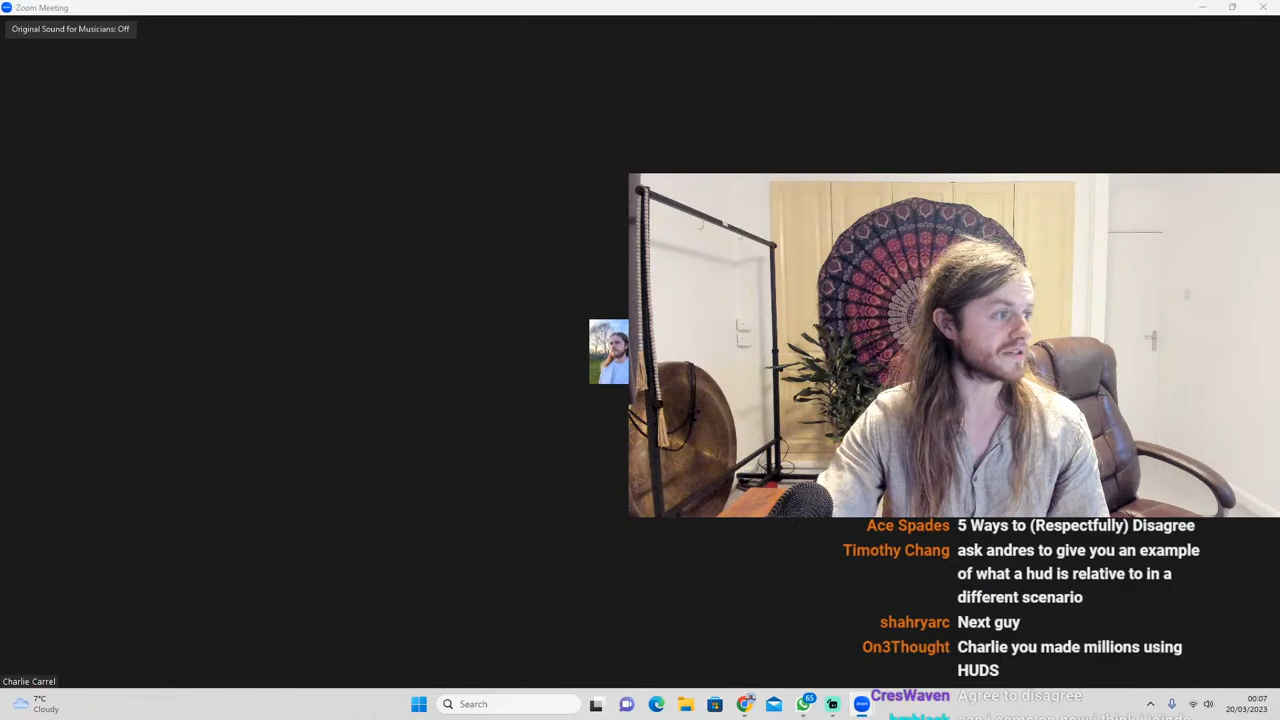 Zoom Meeting
Original Sound for Musicians: Off
Ace Spades 5 Ways to (Respectfully) Disagree
Timothy Chang ask andres to give you an example
of what a hud is relative to in a
different scenario
shahryarc Next guy
On3Thought Charlie you made millions using
HUDS
CresWaven Agree to disagree
Charlie Carrel
7°C
Cloudy
Search
65
00:07
20/03/2023